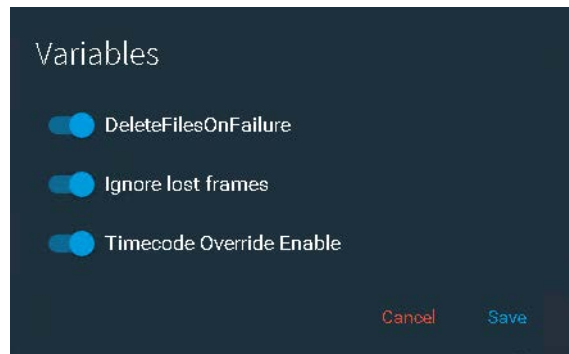 Variables
DeleteFilesOnFailure
Ignore lost frames
Timecode Override Enable
Cancel Save